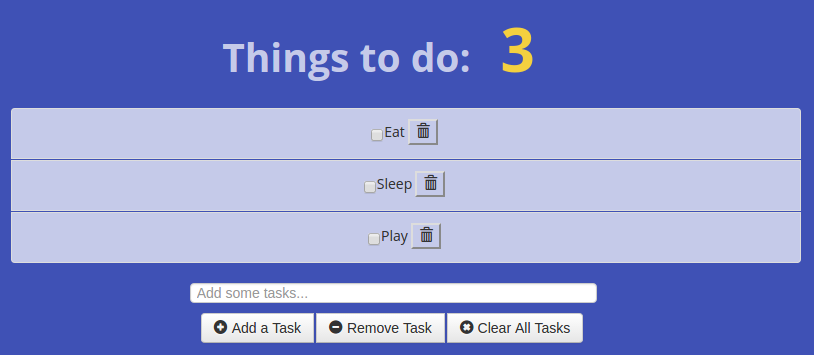 Things to do: 3
Eat
Sleep
Play
Add some tasks...
Add a Task Remove Task Clear All Tasks